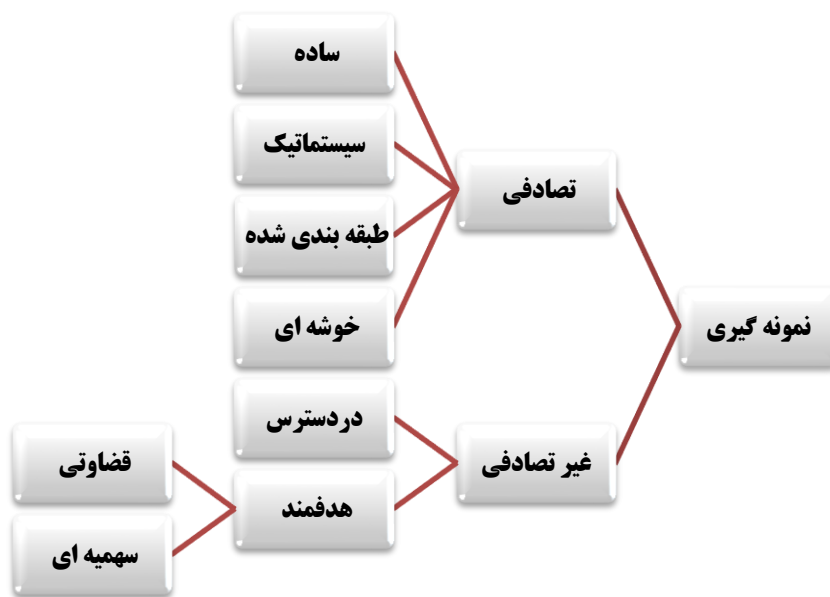 نمونه گیری
تصادفی
ساده
سیستماتیک
طبقه بندی شده
خوشه ای
غیر تصادفی
دردسترس
هدفمند
قضاوتی
سهمیه ای